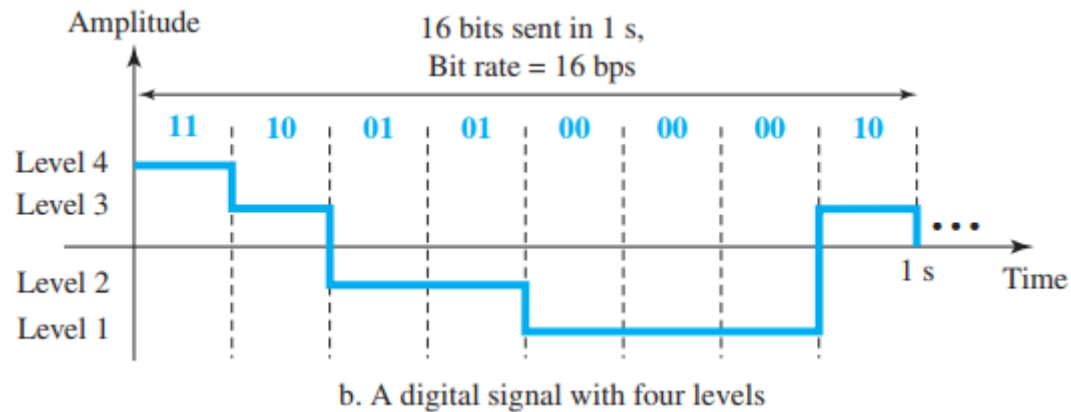 Amplitude
16 bits sent in 1 s,
Bit rate = 16 bps
11 10 01 01 00 00 00 10
Level 4
Level 3
Level 2
Level 1
1 s
Time
b. A digital signal with four levels